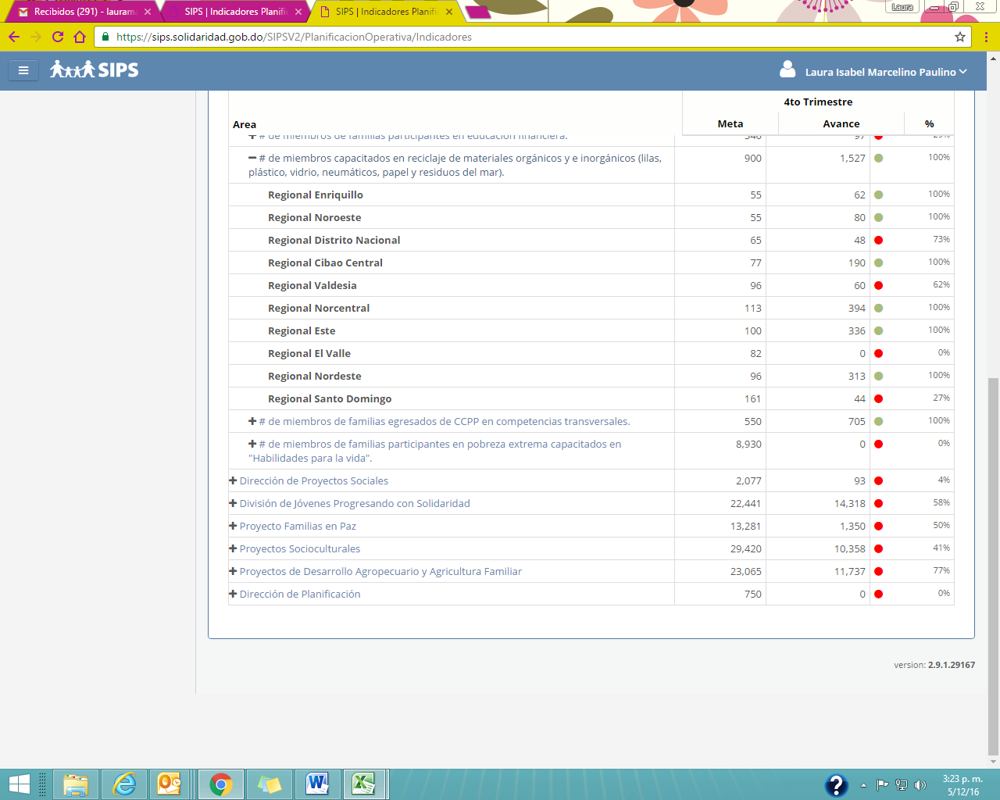 Recibidos (291) - laurama
SIPS | Indicadores Planifi
SIPS | Indicadores Planifi
Laura
https://sips.solidaridad.gob.do/SIPSV2/PlanificacionOperativa/Indicadores
SIPS
Laura Isabel Marcelino Paulino
4to Trimestre
Area Meta Avance %
# de miembros de familias participantes en educación financiera. 340 97 29%
# de miembros capacitados en reciclaje de materiales orgánicos y e inorgánicos (lilas, 900 1,527 100%
plástico, vidrio, neumáticos, papel y residuos del mar).
Regional Enriquillo 55 62 100%
Regional Noroeste 55 80 100%
Regional Distrito Nacional 65 48 73%
Regional Cibao Central 77 190 100%
Regional Valdesia 96 60 62%
Regional Norcentral 113 394 100%
Regional Este 100 336 100%
Regional El Valle 82 0 0%
Regional Nordeste 96 313 100%
Regional Santo Domingo 161 44 27%
# de miembros de familias egresados de CCPP en competencias transversales. 550 705 100%
# de miembros de familias participantes en pobreza extrema capacitados en 8,930 0 0%
"Habilidades para la vida".
Dirección de Proyectos Sociales 2,077 93 4%
División de Jóvenes Progresando con Solidaridad 22,441 14,318 58%
Proyecto Familias en Paz 13,281 1,350 50%
Proyectos Socioculturales 29,420 10,358 41%
Proyectos de Desarrollo Agropecuario y Agricultura Familiar 23,065 11,737 77%
Dirección de Planificación 750 0 0%
version: 2.9.1.29167
3:23 p. m.
5/12/16